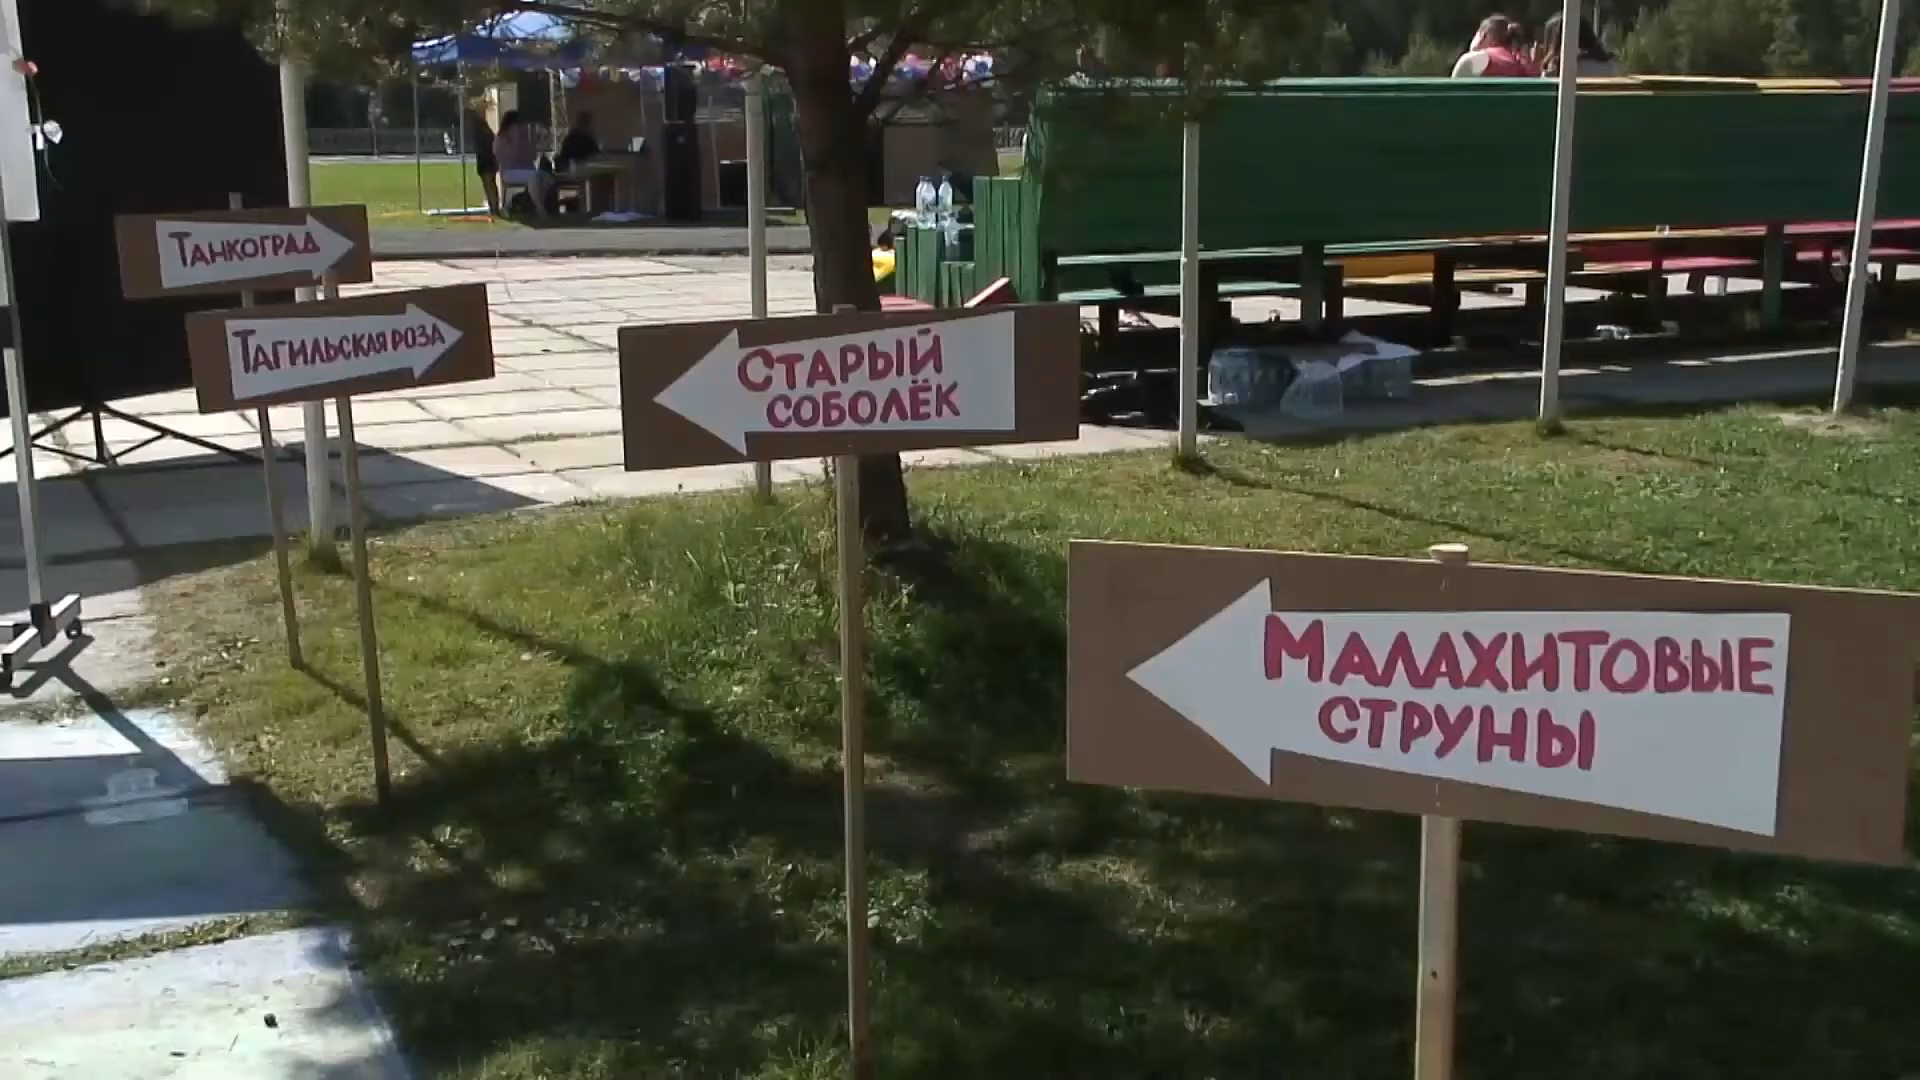 Танкоград
Тагильская роза
Старый
соболёк
Малахитовые
струны